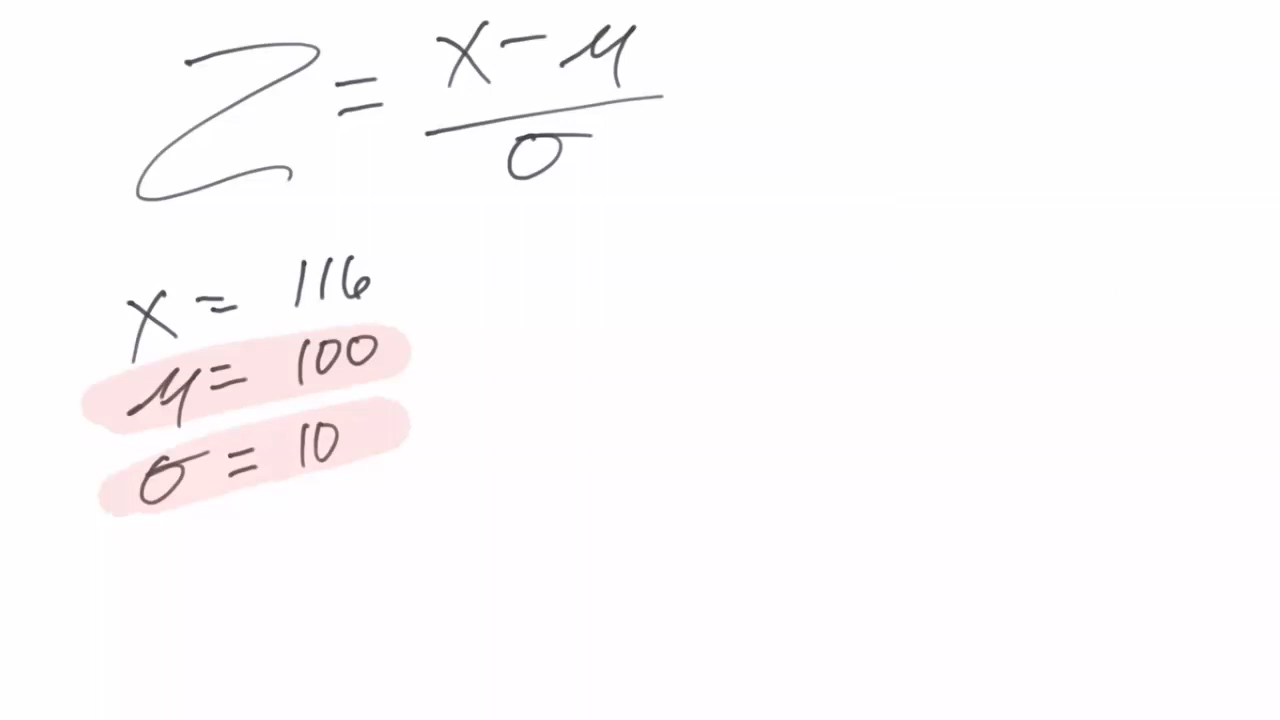 Z = x - μ / σ
x = 116
μ = 100
σ = 10